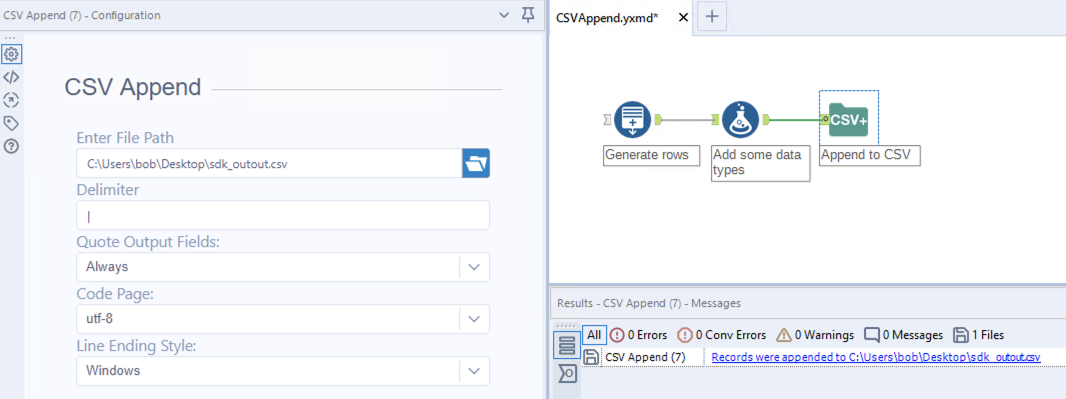 CSV Append (7) - Configuration
CSV Append
Enter File Path
C:\Users\bob\Desktop\sdk_outout.csv
Delimiter
|
Quote Output Fields:
Always
Code Page:
utf-8
Line Ending Style:
Windows
CSVAppend.yxmd*
CSV+
Generate rows
Add some data
types
Append to CSV
Results - CSV Append (7) - Messages
All 0 Errors 0 Conv Errors 0 Warnings 0 Messages 1 Files
CSV Append (7) Records were appended to C:\Users\bob\Desktop\sdk_outout.csv